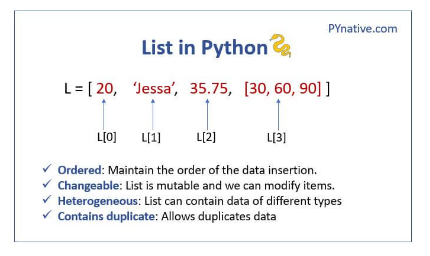 PYnative.com
List in Python
L = [ 20, ‘Jessa’, 35.75, [30, 60, 90] ]
L[0] L[1] L[2] L[3]
✓ Ordered: Maintain the order of the data insertion.
✓ Changeable: List is mutable and we can modify items.
✓ Heterogeneous: List can contain data of different types
✓ Contains duplicate: Allows duplicates data